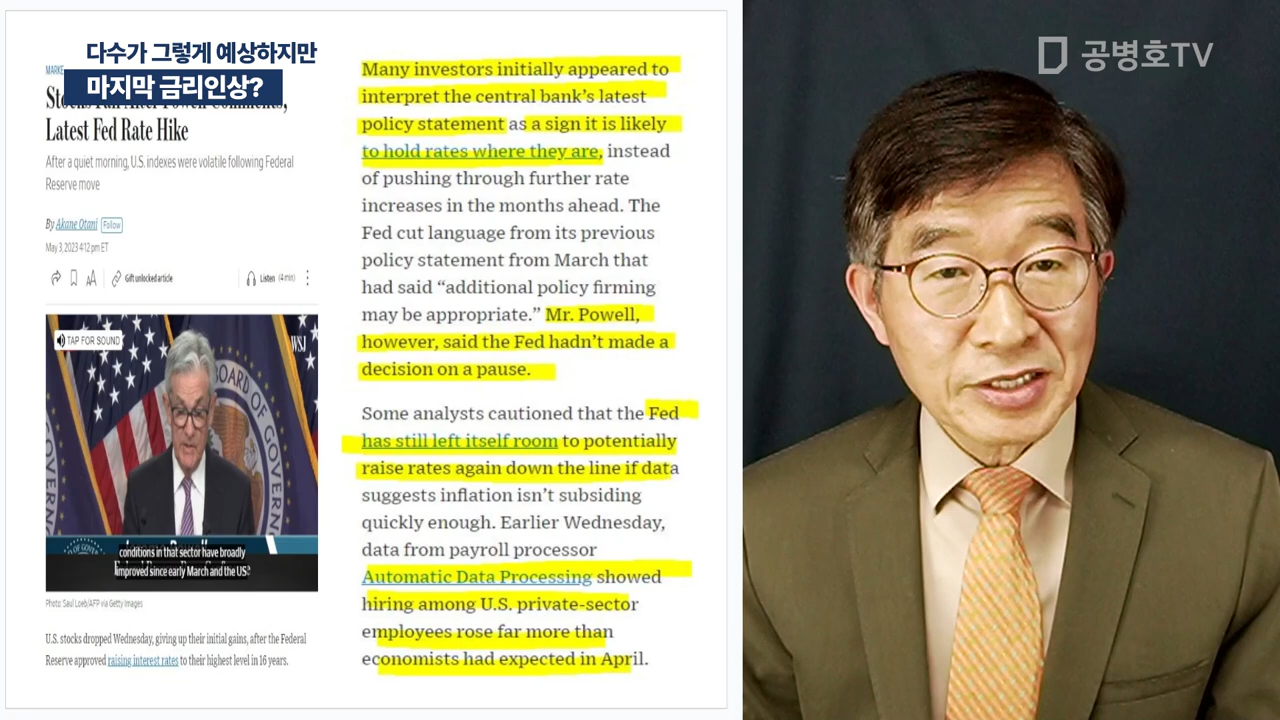 다수가 그렇게 예상하지만
마지막 금리인상?
MARKE
Latest Fed Rate Hike
After a quiet morning, U.S. indexes were volatile following Federal
Reserve move
By Akane Otani Follow
May 3, 2023 4:12 pm ET
Gift unlocked article
Listen (4 min)
TAP FOR SOUND
WSJ
BOARD OF GOVERNO
conditions in that sector have broadly
improved since early March and the US?
Photo: Saul Loeb/AFP via Getty Images
U.S. stocks dropped Wednesday, giving up their initial gains, after the Federal
Reserve approved raising interest rates to their highest level in 16 years.
Many investors initially appeared to
interpret the central bank's latest
policy statement as a sign it is likely
to hold rates where they are, instead
of pushing through further rate
increases in the months ahead. The
Fed cut language from its previous
policy statement from March that
had said “additional policy firming
may be appropriate.” Mr. Powell,
however, said the Fed hadn't made a
decision on a pause.
Some analysts cautioned that the Fed
has still left itself room to potentially
raise rates again down the line if data
suggests inflation isn't subsiding
quickly enough. Earlier Wednesday,
data from payroll processor
Automatic Data Processing showed
hiring among U.S. private-sector
employees rose far more than
economists had expected in April.
공병호TV